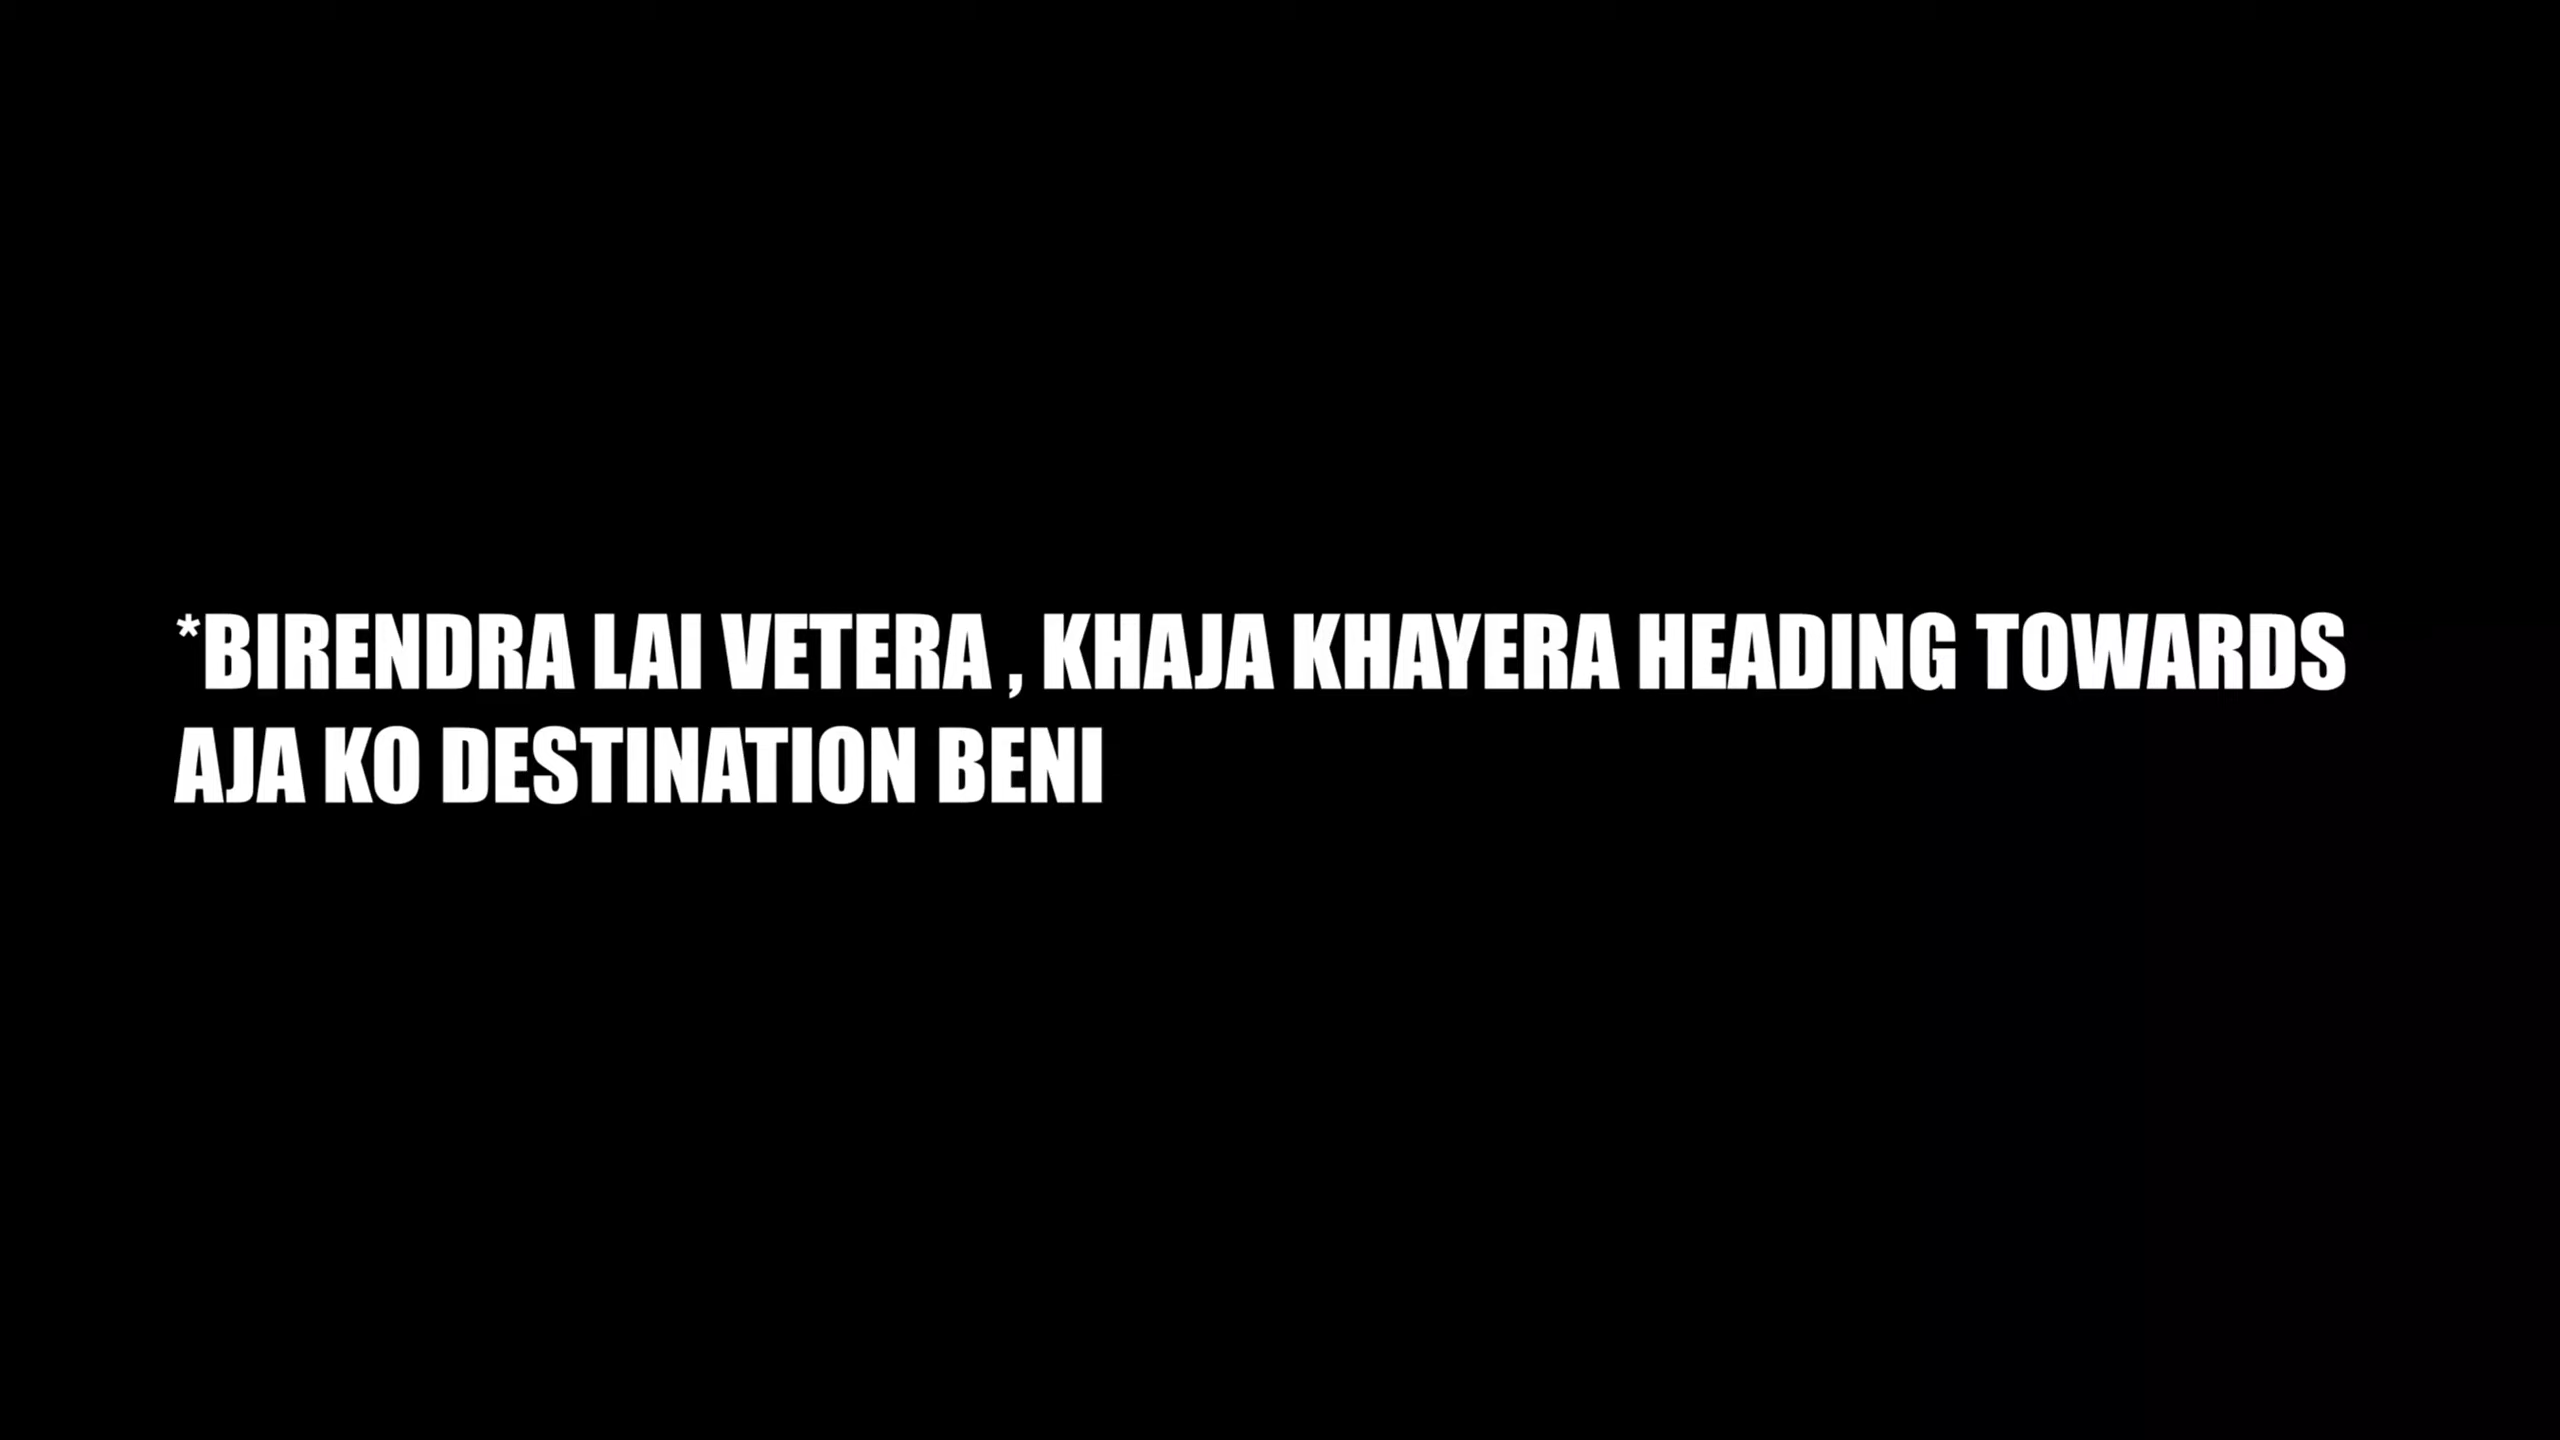 *BIRENDRA LAI VETERA , KHAJA KHAYERA HEADING TOWARDS
AJA KO DESTINATION BENI